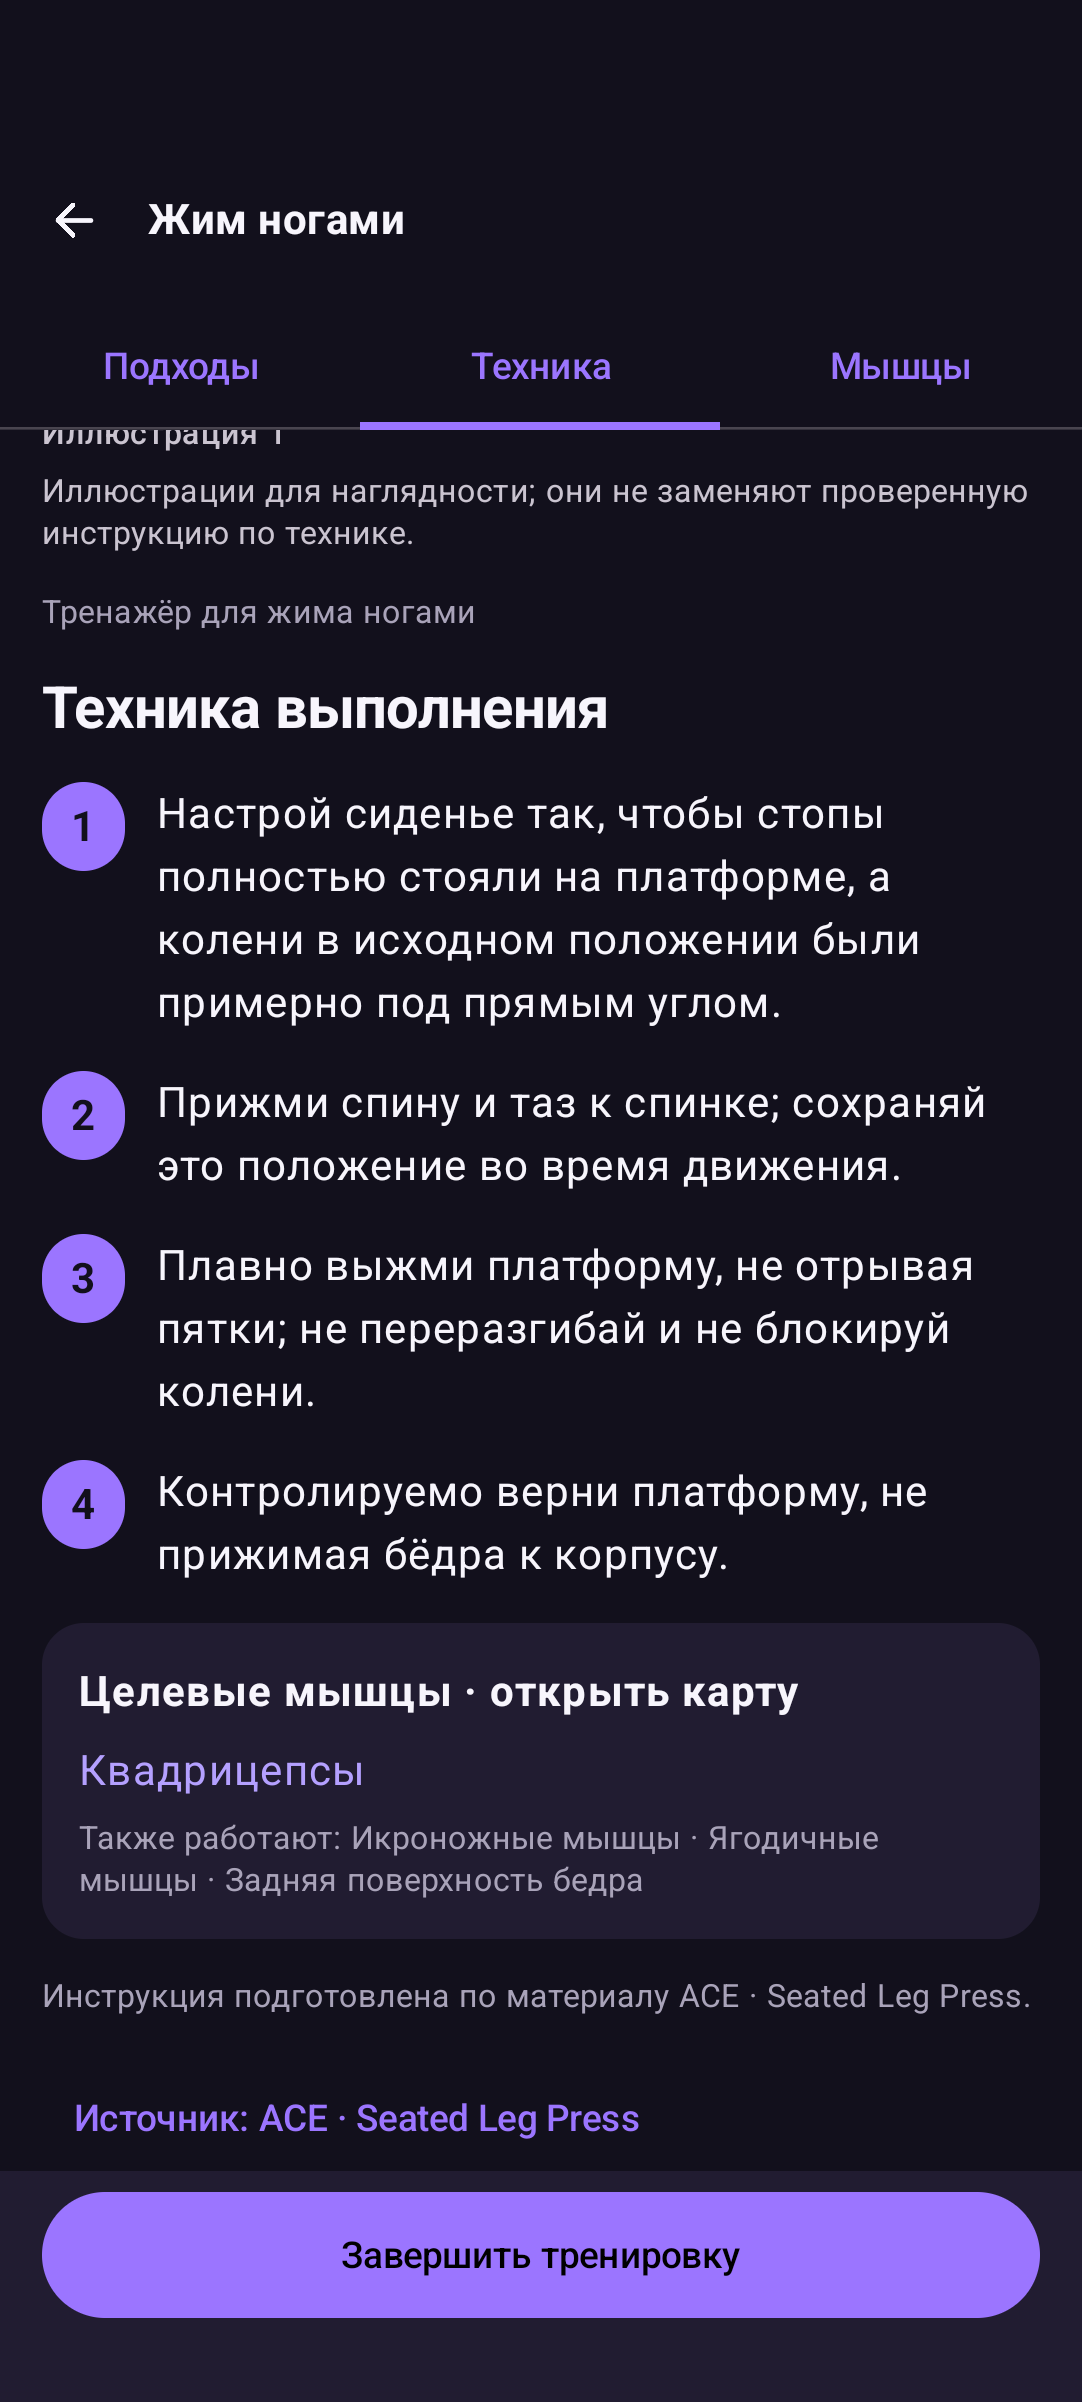 Жим ногами
Подходы
Техника
Мышцы
Иллюстрация 1
Иллюстрации для наглядности; они не заменяют проверенную
инструкцию по технике.
Тренажёр для жима ногами
Техника выполнения
1
Настрой сиденье так, чтобы стопы
полностью стояли на платформе, а
колени в исходном положении были
примерно под прямым углом.
2
Прижми спину и таз к спинке; сохраняй
это положение во время движения.
3
Плавно выжми платформу, не отрывая
пятки; не переразгибай и не блокируй
колени.
4
Контролируемо верни платформу, не
прижимая бёдра к корпусу.
Целевые мышцы · открыть карту
Квадрицепсы
Также работают: Икроножные мышцы · Ягодичные
мышцы · Задняя поверхность бедра
Инструкция подготовлена по материалу ACE · Seated Leg Press.
Источник: ACE · Seated Leg Press
Завершить тренировку